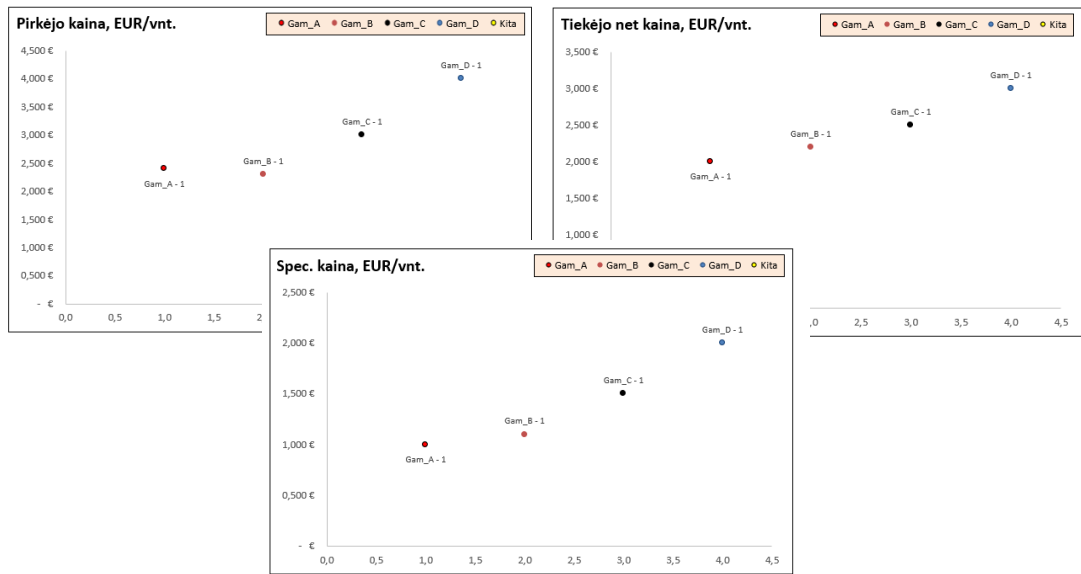 Pirkėjo kaina, EUR/vnt.
Gam_A Gam_B Gam_C Gam_D Kita
4,500 €
4,000 €
3,500 €
3,000 €
2,500 €
2,000 €
1,500 €
1,000 €
0,500 €
- €
Gam_D - 1
Gam_C - 1
Gam_B - 1
Gam_A - 1
0,0 0,5 1,0 1,5
Tiekėjo net kaina, EUR/vnt.
Gam_A Gam_B Gam_C Gam_D Kita
3,500 €
3,000 €
2,500 €
2,000 €
1,500 €
1,000 €
Gam_D - 1
Gam_C - 1
Gam_B - 1
Gam_A - 1
2,5 3,0 3,5 4,0 4,5
Spec. kaina, EUR/vnt.
Gam_A Gam_B Gam_C Gam_D Kita
2,500 €
2,000 €
1,500 €
1,000 €
0,500 €
- €
Gam_D - 1
Gam_C - 1
Gam_B - 1
Gam_A - 1
0,0 0,5 1,0 1,5 2,0 2,5 3,0 3,5 4,0 4,5